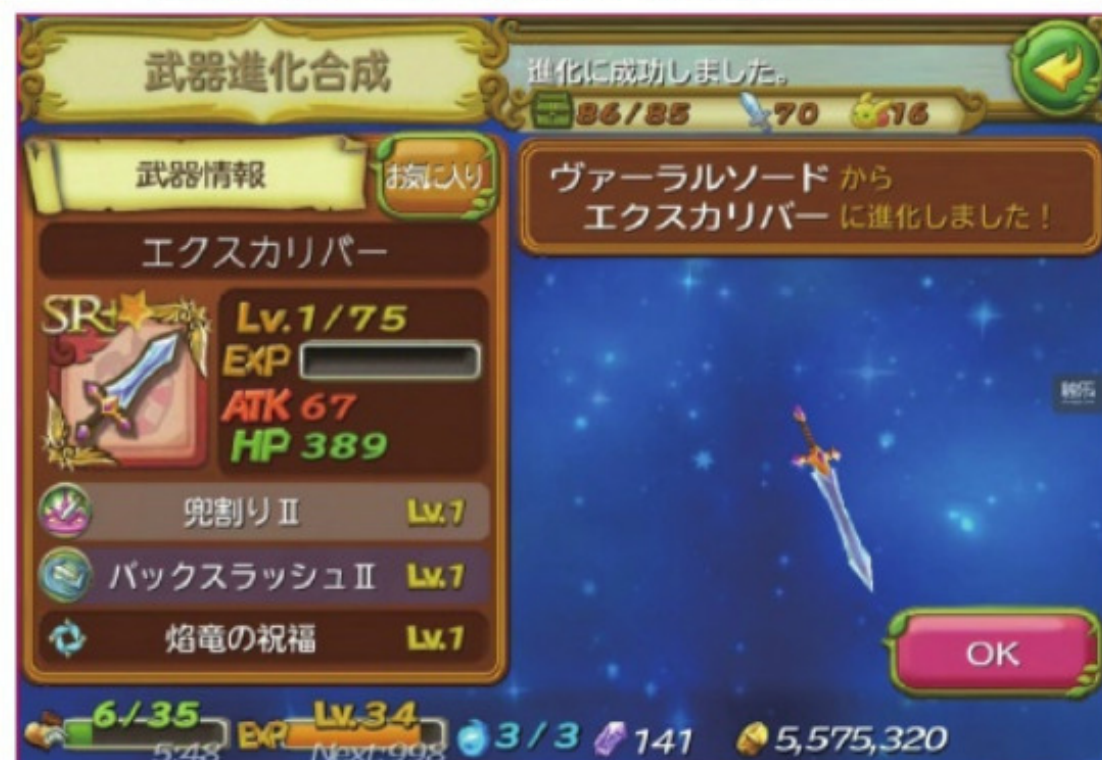 武器進化合成
進化に成功しました。
86/85 70 16
武器情報
お気に入り
ヴァーラルソード から
エクスカリバー に進化しました！
エクスカリバー
SR+
Lv.1/75
EXP
ATK 67
HP 389
兜割りⅡ Lv.1
バックスラッシュⅡ Lv.1
焔竜の祝福 Lv.1
OK
6/35
5:48
EXP Lv.34
Next:998
3/3 141 5,575,320